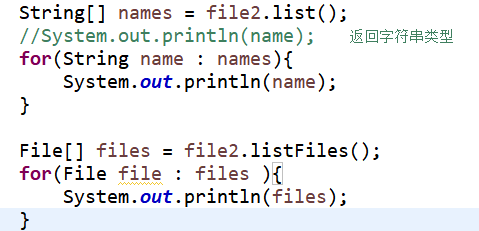 String[] names = file2.list();
//System.out.println(name); 返回字符串类型
for(String name : names){
    System.out.println(name);
}

File[] files = file2.listFiles();
for(File file : files ){
    System.out.println(files);
}